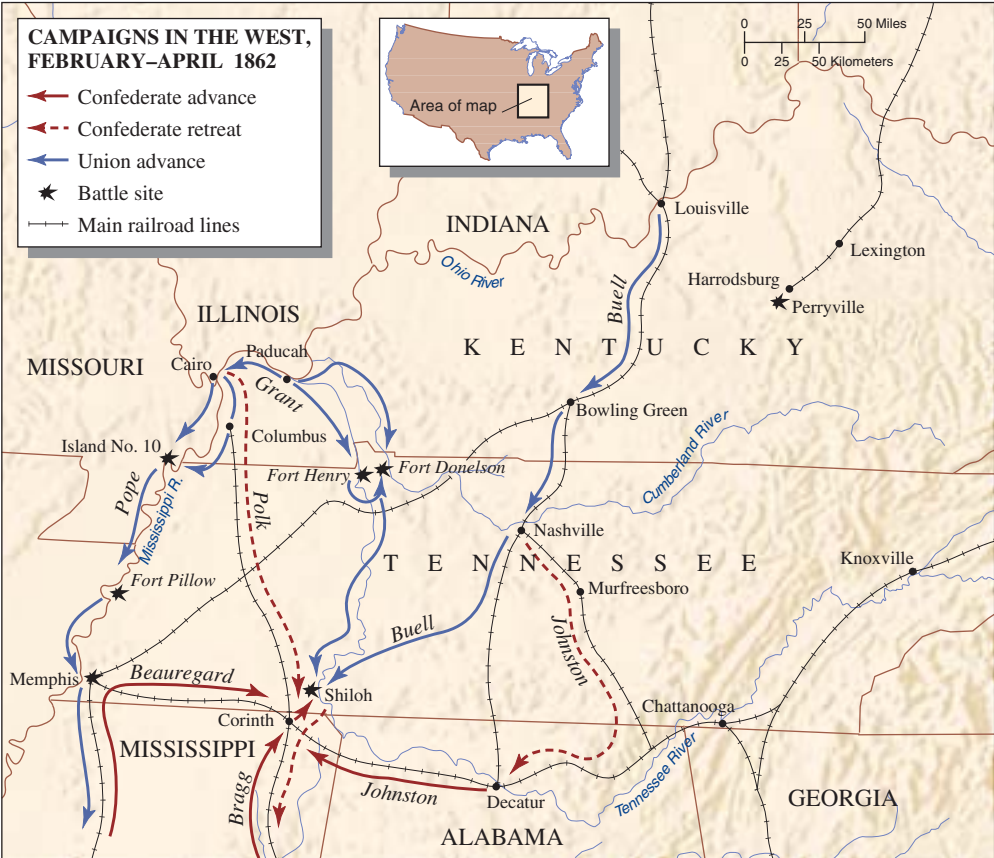 CAMPAIGNS IN THE WEST,
FEBRUARY–APRIL 1862
Confederate advance
Confederate retreat
Union advance
Battle site
Main railroad lines
Area of map
0 25 50 Miles
0 25 50 Kilometers
INDIANA
Louisville
Ohio River
Lexington
Harrodsburg
Perryville
Buell
ILLINOIS
MISSOURI
Paducah
Cairo
Grant
KENTUCKY
Bowling Green
Columbus
Island No. 10
Fort Henry
Fort Donelson
Cumberland River
Pope
Mississippi R.
Polk
Nashville
TENNESSEE
Knoxville
Fort Pillow
Murfreesboro
Buell
Johnston
Memphis
Beauregard
Shiloh
Corinth
Chattanooga
MISSISSIPPI
Bragg
Johnston
Decatur
Tennessee River
GEORGIA
ALABAMA